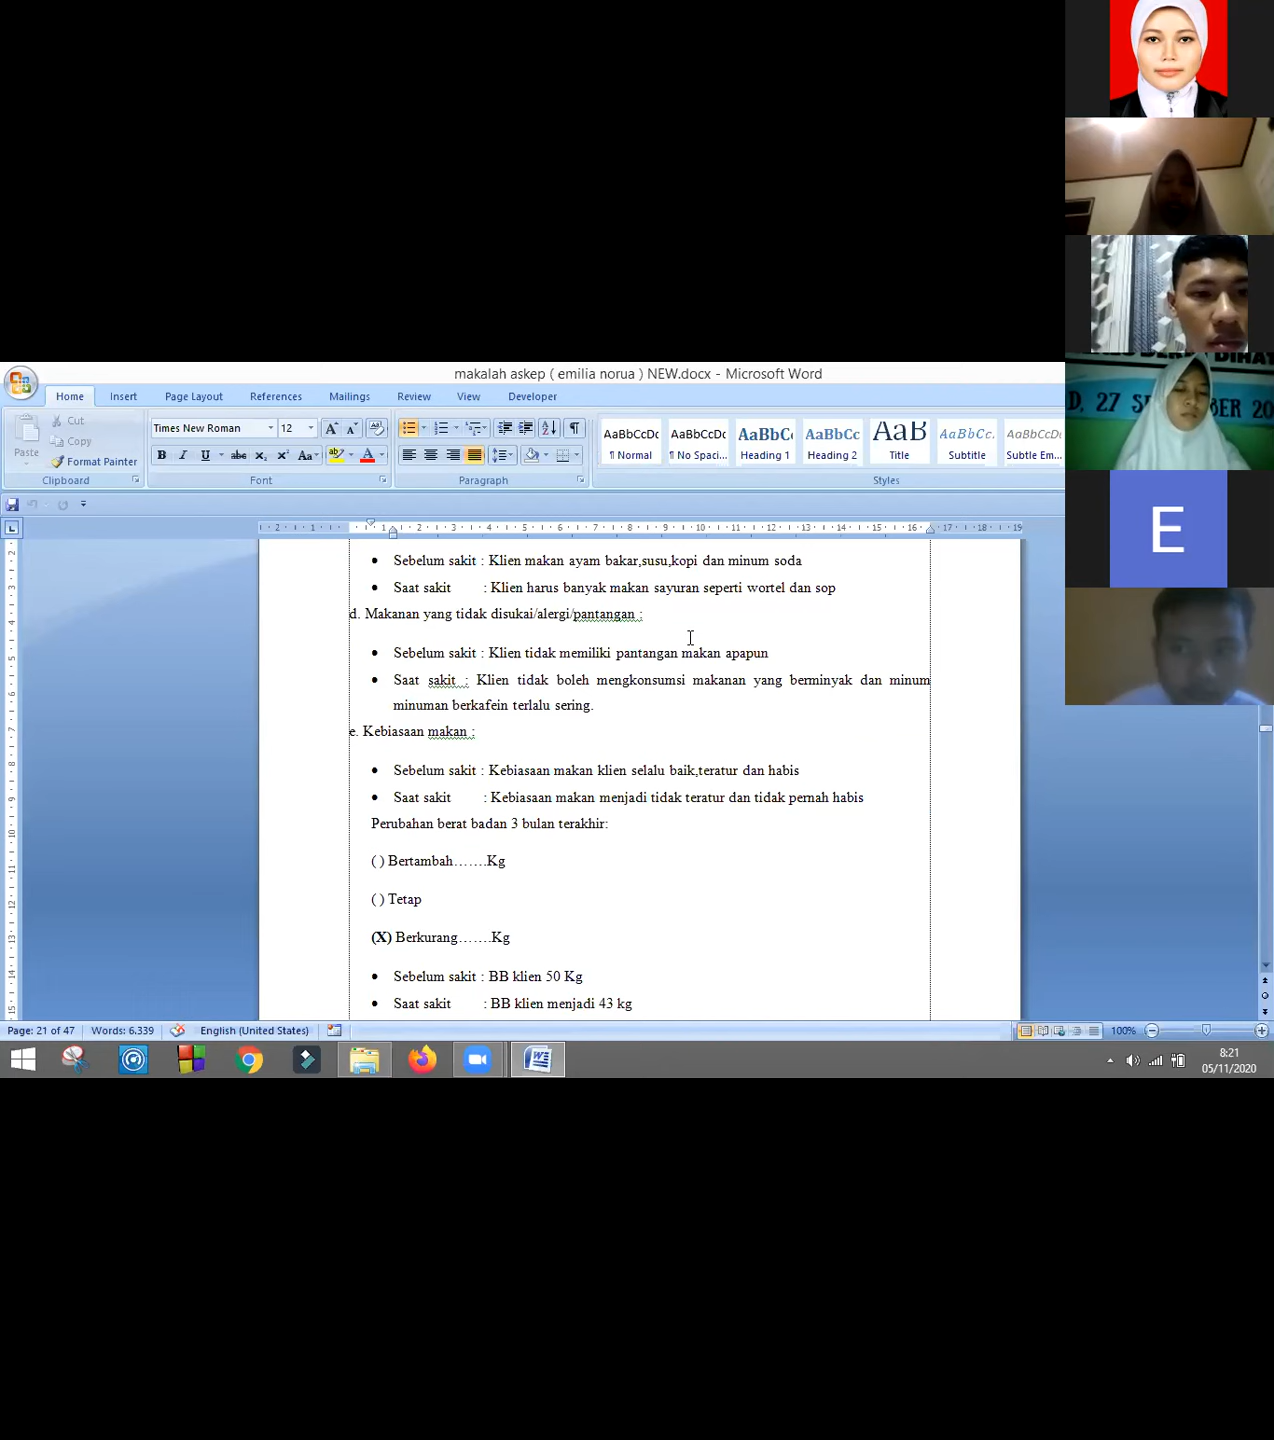 makalah askep ( emilia norua ) NEW.docx - Microsoft Word
Home Insert Page Layout References Mailings Review View Developer
Cut
Copy
Paste
Format Painter
Clipboard
Times New Roman 12
Font
Paragraph
AaBbCcDc AaBbCcDc AaBbC AaBbCc AaB AaBbCc. AaBbCcDc
¶ Normal ¶ No Spaci... Heading 1 Heading 2 Title Subtitle Subtle Em...
Styles
• Sebelum sakit : Klien makan ayam bakar,susu,kopi dan minum soda
• Saat sakit : Klien harus banyak makan sayuran seperti wortel dan sop
d. Makanan yang tidak disukai/alergi/pantangan :
• Sebelum sakit : Klien tidak memiliki pantangan makan apapun
• Saat sakit : Klien tidak boleh mengkonsumsi makanan yang berminyak dan minum
minuman berkafein terlalu sering.
e. Kebiasaan makan :
• Sebelum sakit : Kebiasaan makan klien selalu baik,teratur dan habis
• Saat sakit : Kebiasaan makan menjadi tidak teratur dan tidak pernah habis
Perubahan berat badan 3 bulan terakhir:
( ) Bertambah…….Kg
( ) Tetap
(X) Berkurang…….Kg
• Sebelum sakit : BB klien 50 Kg
• Saat sakit : BB klien menjadi 43 kg
Page: 21 of 47 Words: 6.339 English (United States) 100%
8:21
05/11/2020
D, 27 S BER 20
E